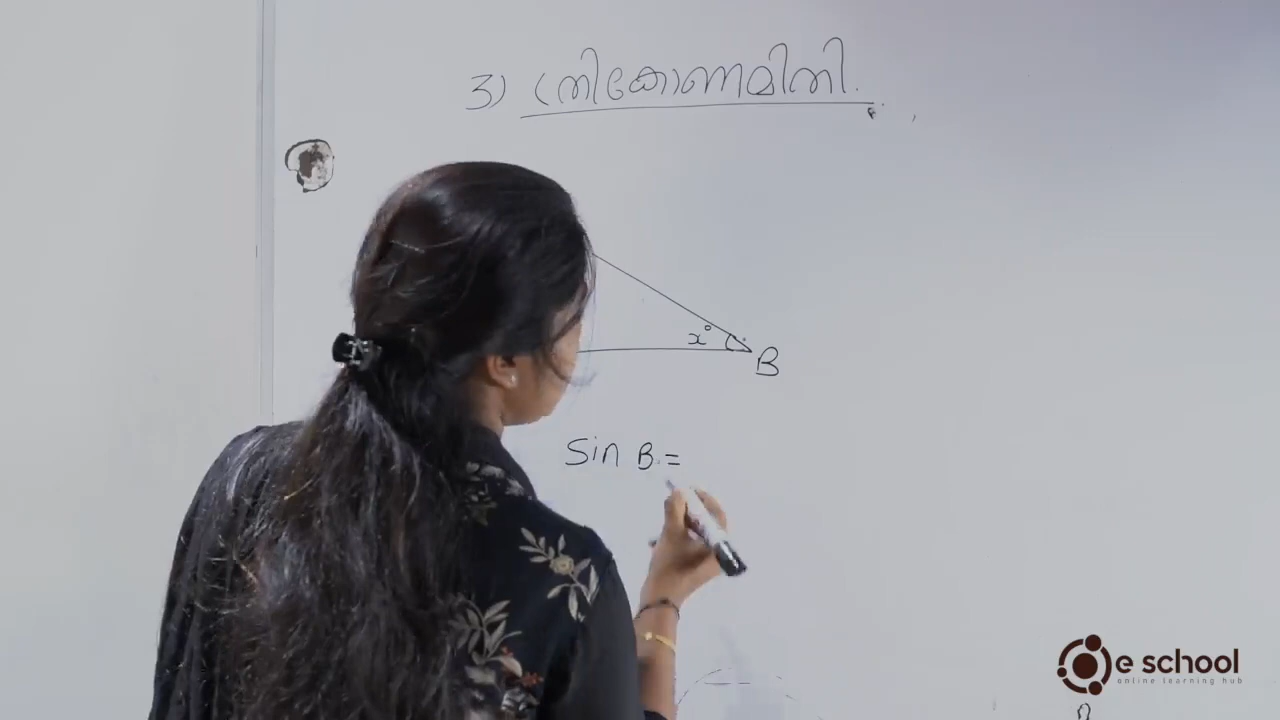 3) ത്രികോണമിതി.
x°
B
Sin B =
e school
online learning hub